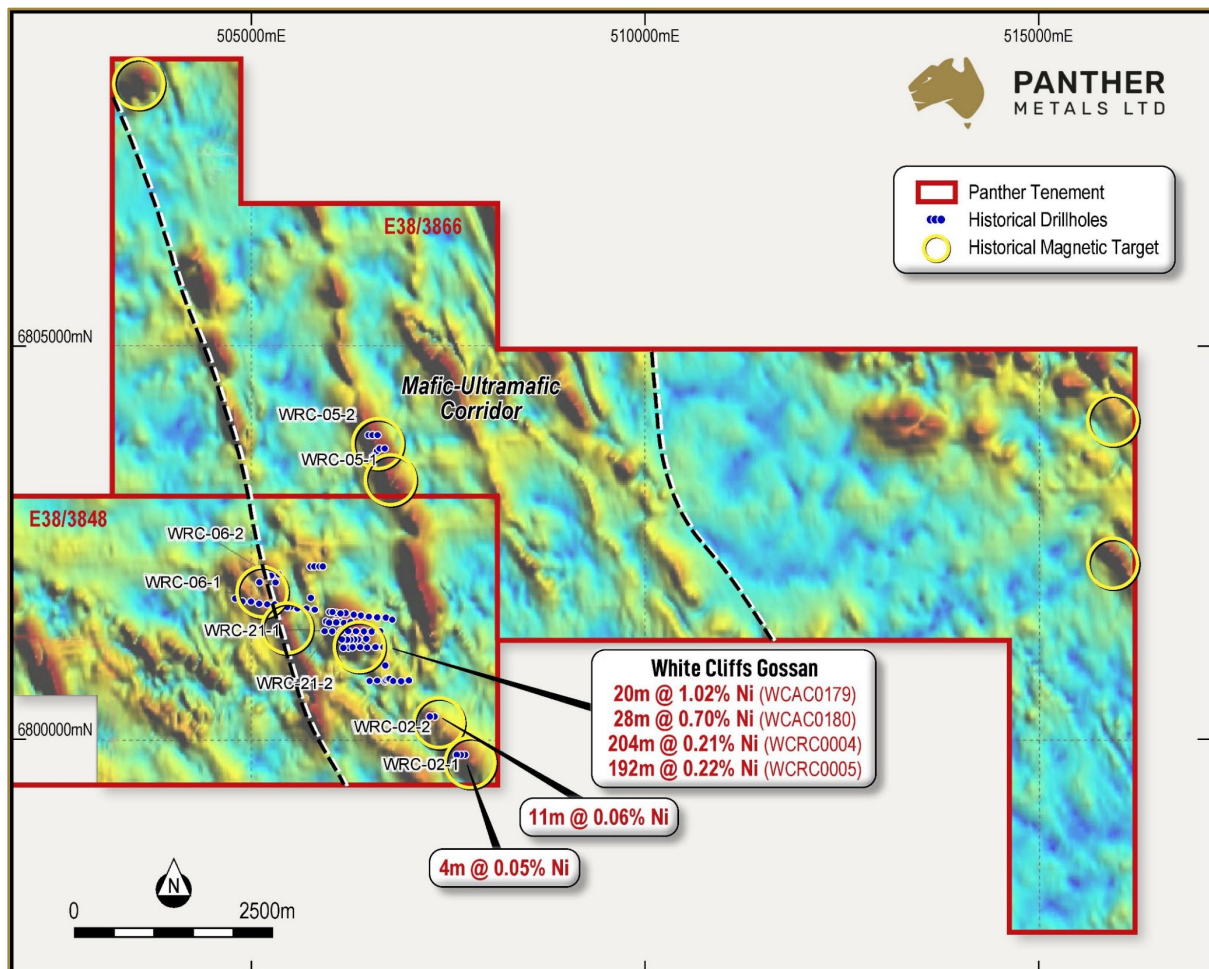 505000mE
510000mE
515000mE
PANTHER
METALS LTD
Panther Tenement
Historical Drillholes
Historical Magnetic Target
E38/3866
6805000mN
Mafic-Ultramafic
Corridor
WRC-05-2
WRC-05-1
E38/3848
WRC-06-2
WRC-06-1
WRC-21-1
WRC-21-2
White Cliffs Gossan
20m @ 1.02% Ni (WCAC0179)
28m @ 0.70% Ni (WCAC0180)
204m @ 0.21% Ni (WCRC0004)
192m @ 0.22% Ni (WCRC0005)
6800000mN
WRC-02-2
WRC-02-1
11m @ 0.06% Ni
4m @ 0.05% Ni
N
0 2500m